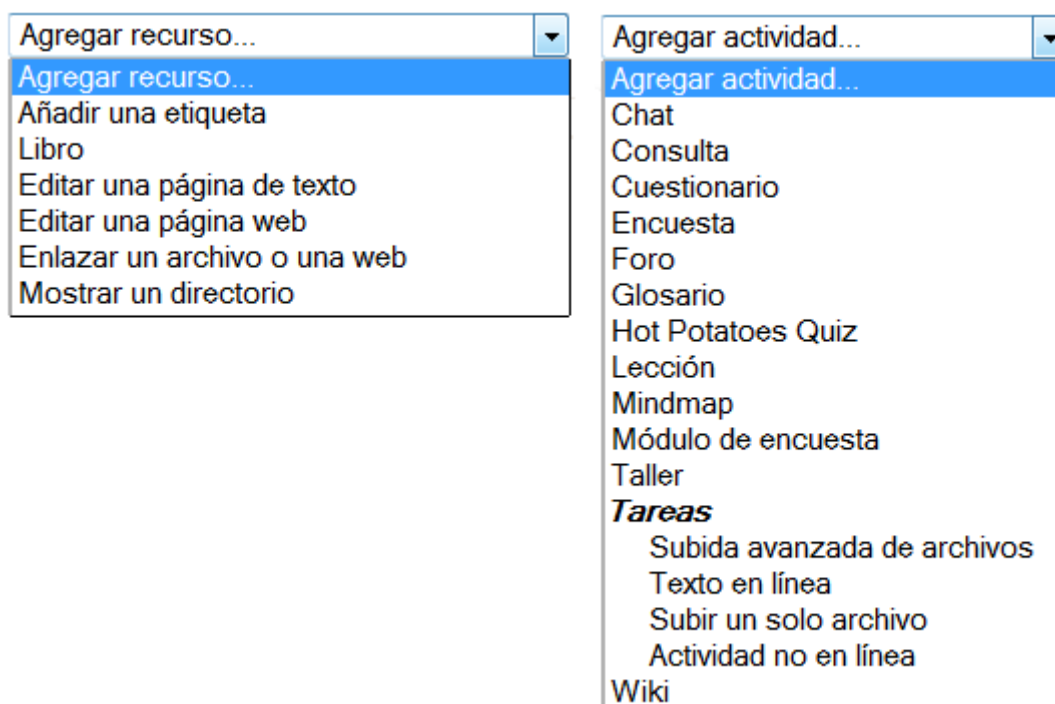 Agregar recurso...
Agregar recurso...
Añadir una etiqueta
Libro
Editar una página de texto
Editar una página web
Enlazar un archivo o una web
Mostrar un directorio
Agregar actividad...
Agregar actividad...
Chat
Consulta
Cuestionario
Encuesta
Foro
Glosario
Hot Potatoes Quiz
Lección
Mindmap
Módulo de encuesta
Taller
Tareas
Subida avanzada de archivos
Texto en línea
Subir un solo archivo
Actividad no en línea
Wiki